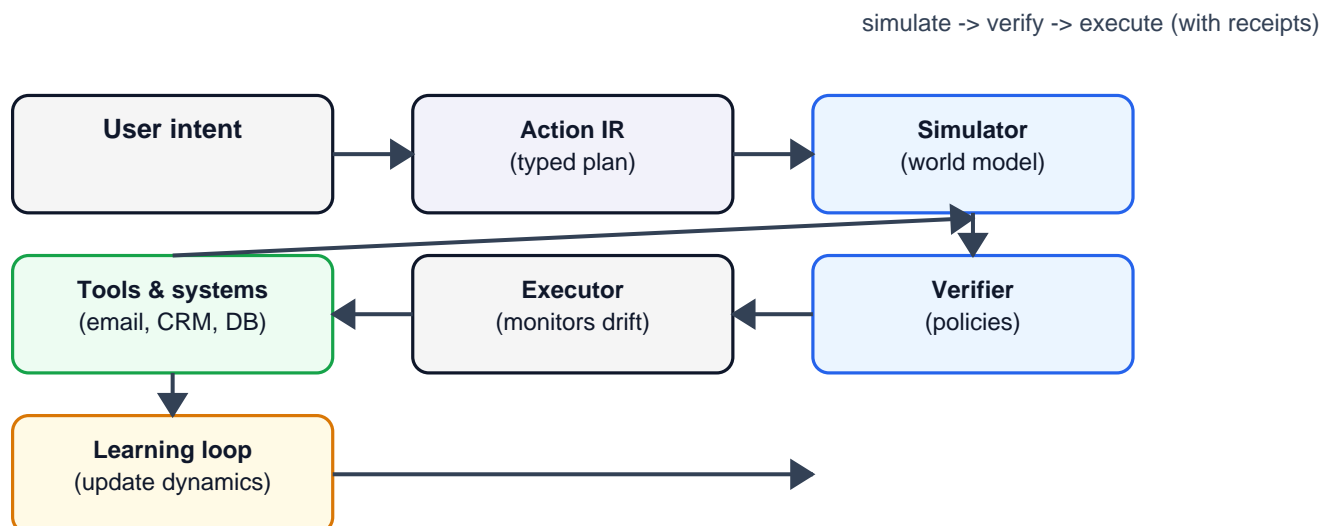 simulate -> verify -> execute (with receipts)
User intent
Action IR
(typed plan)
Simulator
(world model)
Tools & systems
(email, CRM, DB)
Executor
(monitors drift)
Verifier
(policies)
Learning loop
(update dynamics)